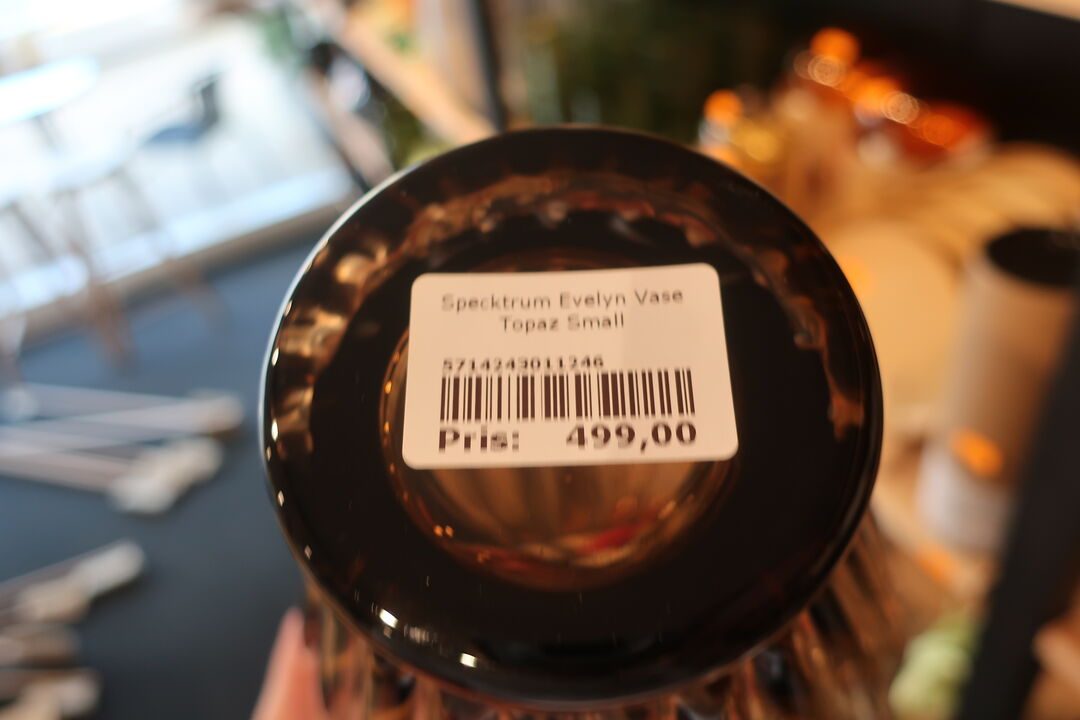 Specktrum Evelyn Vase
Topaz Small
5714243011246
Pris: 499,00